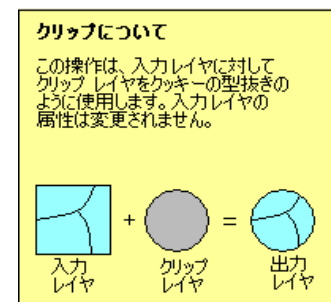 クリップについて
この操作は、入力レイヤに対して
クリップ レイヤをクッキーの型抜きの
ように使用します。入力レイヤの
属性は変更されません。
+ =
入力 クリップ 出力
レイヤ レイヤ レイヤ